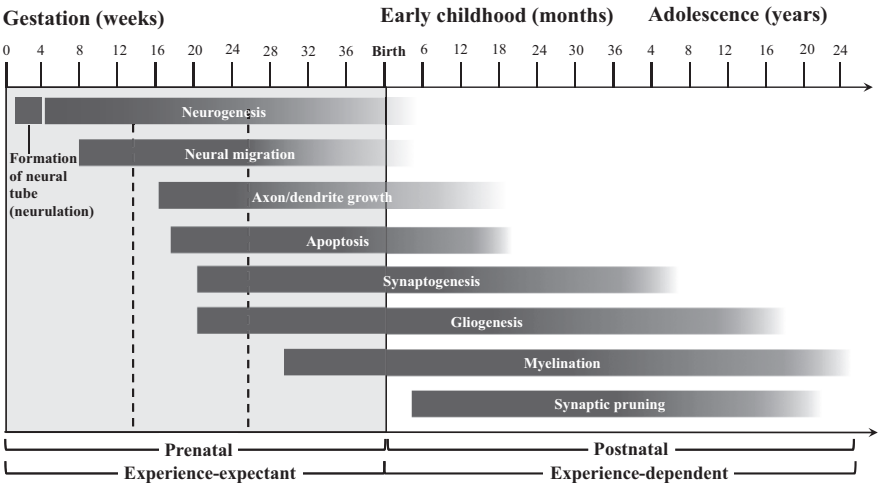 Gestation (weeks) Early childhood (months) Adolescence (years)
0 4 8 12 16 20 24 28 32 36 Birth 6 12 18 24 30 36 4 8 12 16 20 24
Neurogenesis
Formation
of neural
tube
(neurulation)
Neural migration
Axon/dendrite growth
Apoptosis
Synaptogenesis
Gliogenesis
Myelination
Synaptic pruning
Prenatal Postnatal
Experience-expectant Experience-dependent